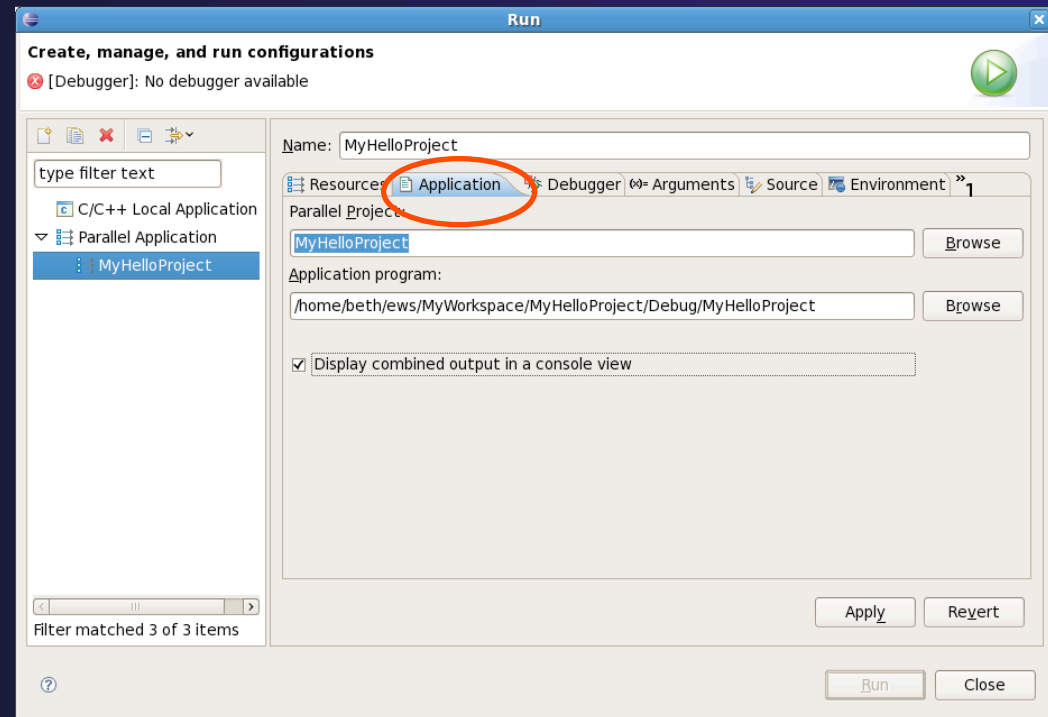 Run
Create, manage, and run configurations
[Debugger]: No debugger available
Name: MyHelloProject
type filter text
Resources Application Debugger (x)= Arguments Source Environment »1
C/C++ Local Application
Parallel Project:
Parallel Application
MyHelloProject Browse
MyHelloProject
Application program:
/home/beth/ews/MyWorkspace/MyHelloProject/Debug/MyHelloProject Browse
Display combined output in a console view
Apply Revert
Filter matched 3 of 3 items
Run Close